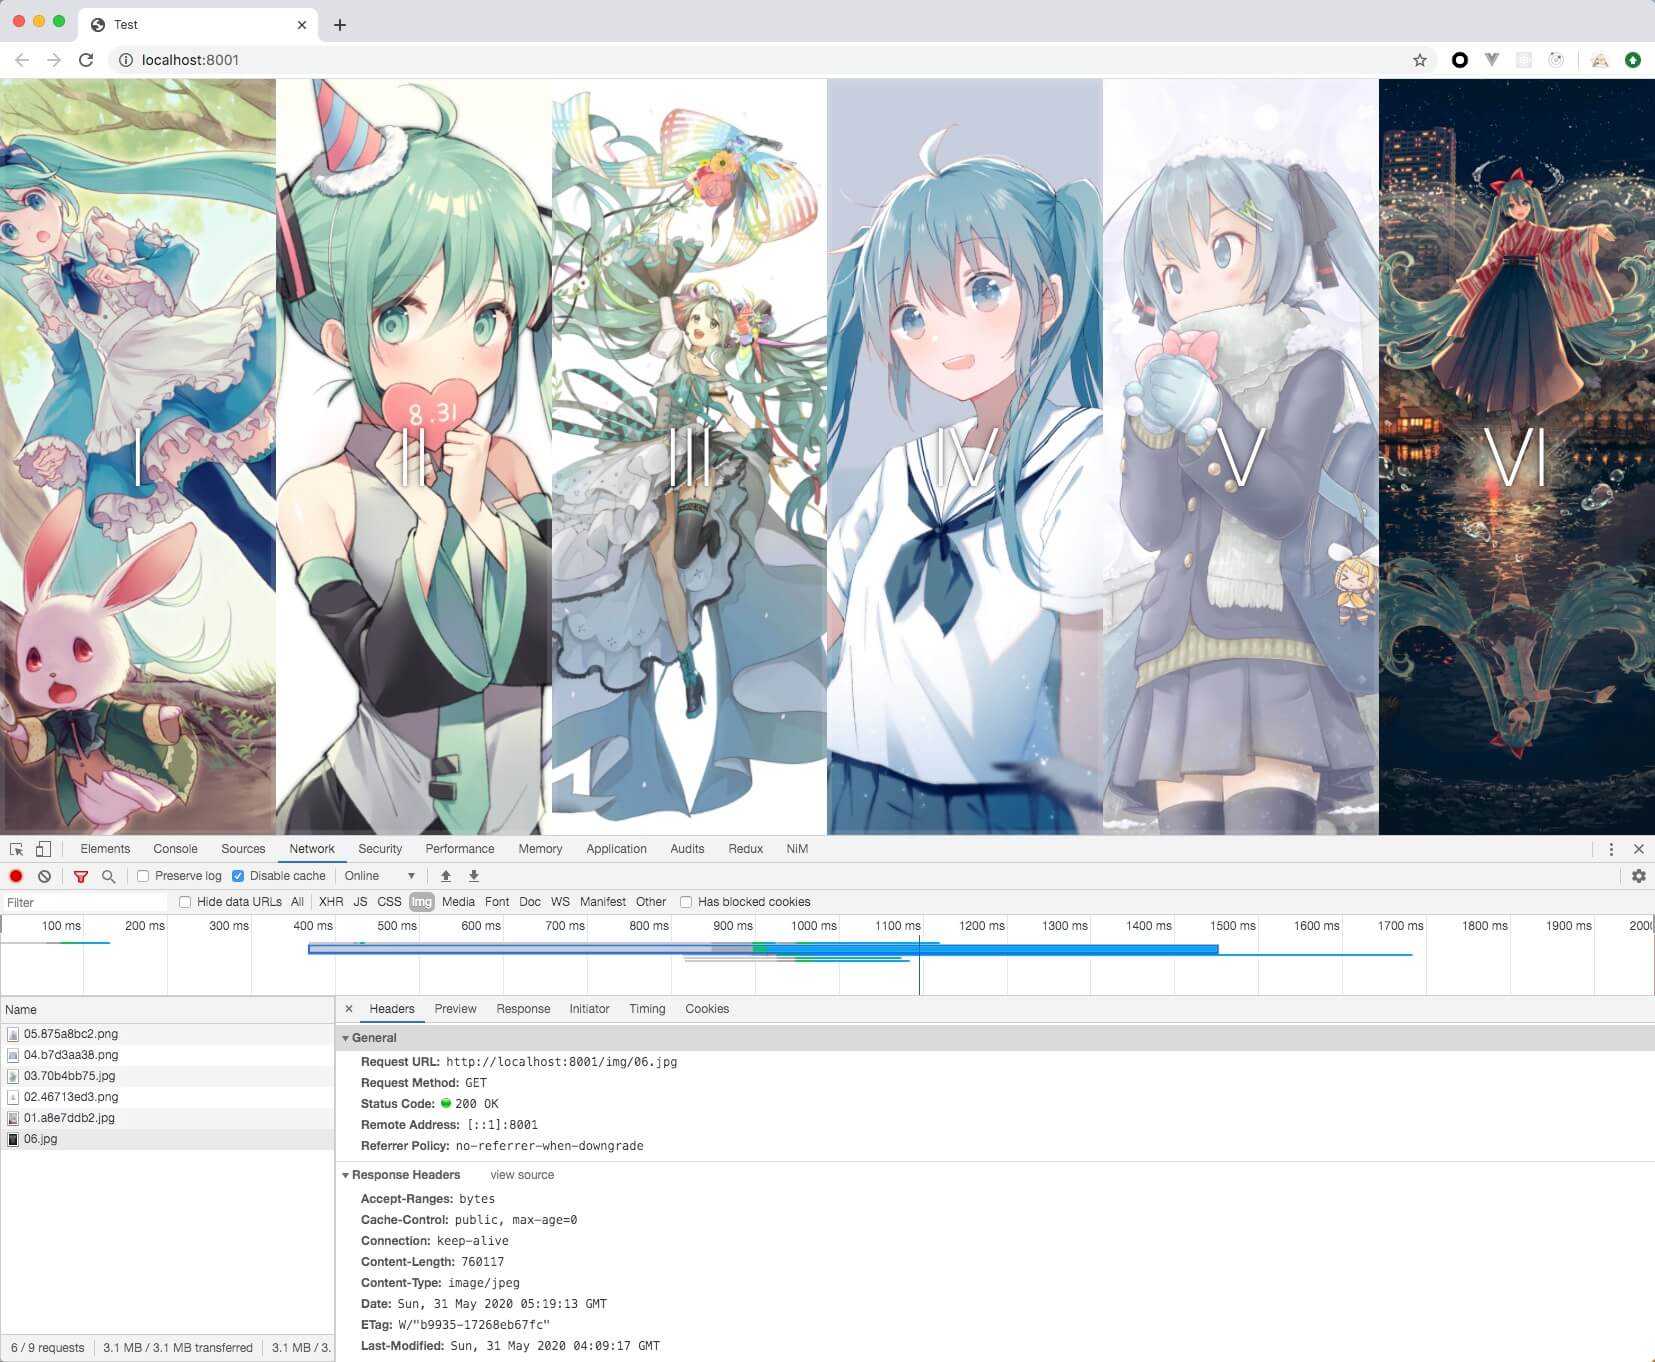 Test
localhost:8001
8.31
I II III IV V VI
Elements Console Sources Network Security Performance Memory Application Audits Redux NiM
Preserve log Disable cache Online
Filter Hide data URLs All XHR JS CSS Img Media Font Doc WS Manifest Other Has blocked cookies
100 ms 200 ms 300 ms 400 ms 500 ms 600 ms 700 ms 800 ms 900 ms 1000 ms 1100 ms 1200 ms 1300 ms 1400 ms 1500 ms 1600 ms 1700 ms 1800 ms 1900 ms 200
Name
05.875a8bc2.png
04.b7d3aa38.png
03.70b4bb75.jpg
02.46713ed3.png
01.a8e7ddb2.jpg
06.jpg
6 / 9 requests 3.1 MB / 3.1 MB transferred 3.1 MB / 3.
Headers Preview Response Initiator Timing Cookies
General
Request URL: http://localhost:8001/img/06.jpg
Request Method: GET
Status Code: 200 OK
Remote Address: [::1]:8001
Referrer Policy: no-referrer-when-downgrade
Response Headers view source
Accept-Ranges: bytes
Cache-Control: public, max-age=0
Connection: keep-alive
Content-Length: 760117
Content-Type: image/jpeg
Date: Sun, 31 May 2020 05:19:13 GMT
ETag: W/"b9935-17268eb67fc"
Last-Modified: Sun, 31 May 2020 04:09:17 GMT